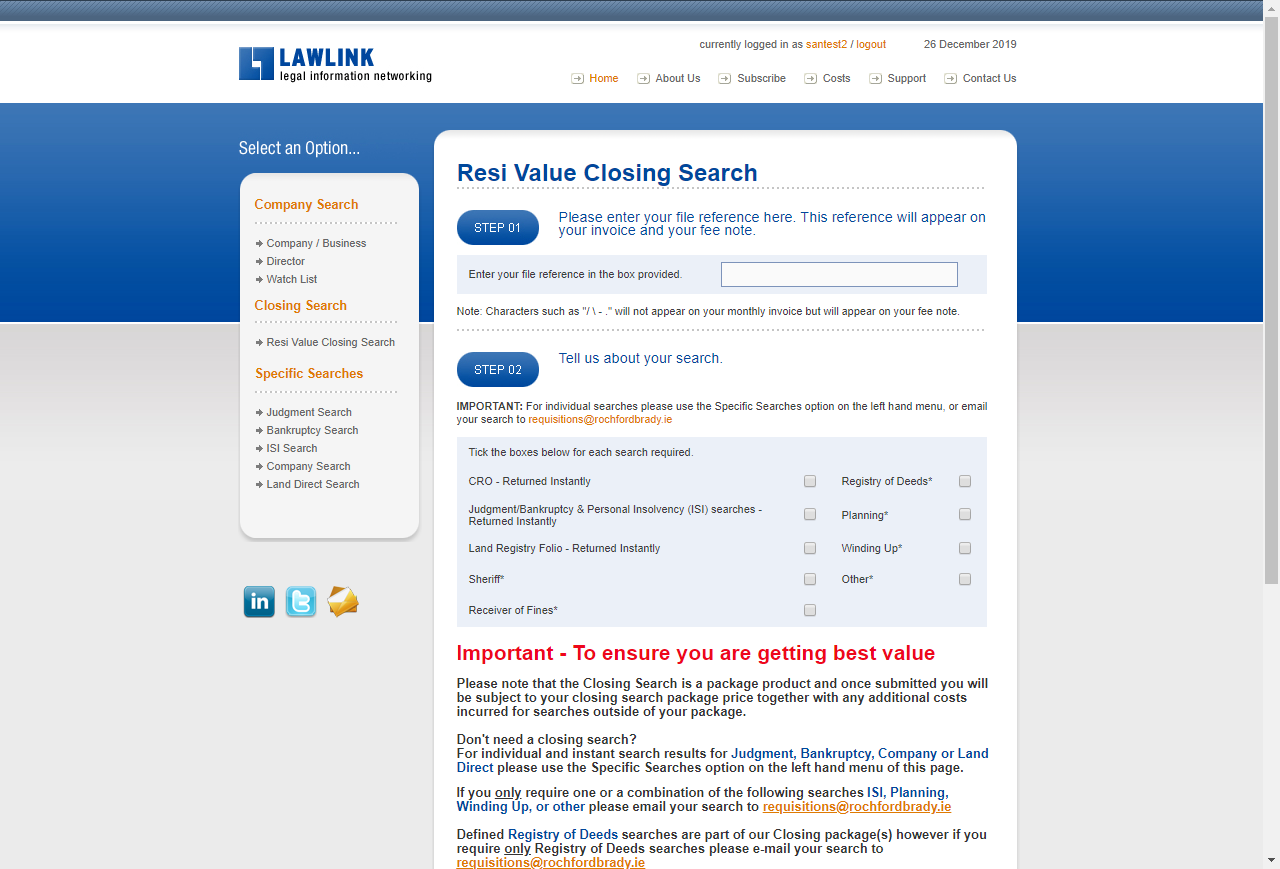 currently logged in as santest2 / logout 26 December 2019
LAWLINK
legal information networking
Home About Us Subscribe Costs Support Contact Us
Select an Option...
Company Search
Company / Business
Director
Watch List
Closing Search
Resi Value Closing Search
Specific Searches
Judgment Search
Bankruptcy Search
ISI Search
Company Search
Land Direct Search
in
t
Resi Value Closing Search
STEP 01
Please enter your file reference here. This reference will appear on
your invoice and your fee note.
Enter your file reference in the box provided.
Note: Characters such as "/ \ - ." will not appear on your monthly invoice but will appear on your fee note.
STEP 02
Tell us about your search.
IMPORTANT: For individual searches please use the Specific Searches option on the left hand menu, or email
your search to requisitions@rochfordbrady.ie
Tick the boxes below for each search required.
CRO - Returned Instantly Registry of Deeds*
Judgment/Bankruptcy & Personal Insolvency (ISI) searches -
Returned Instantly
Planning*
Land Registry Folio - Returned Instantly Winding Up*
Sheriff* Other*
Receiver of Fines*
Important - To ensure you are getting best value
Please note that the Closing Search is a package product and once submitted you will
be subject to your closing search package price together with any additional costs
incurred for searches outside of your package.
Don't need a closing search?
For individual and instant search results for Judgment, Bankruptcy, Company or Land
Direct please use the Specific Searches option on the left hand menu of this page.
If you only require one or a combination of the following searches ISI, Planning,
Winding Up, or other please email your search to requisitions@rochfordbrady.ie
Defined Registry of Deeds searches are part of our Closing package(s) however if you
require only Registry of Deeds searches please e-mail your search to
requisitions@rochfordbrady.ie